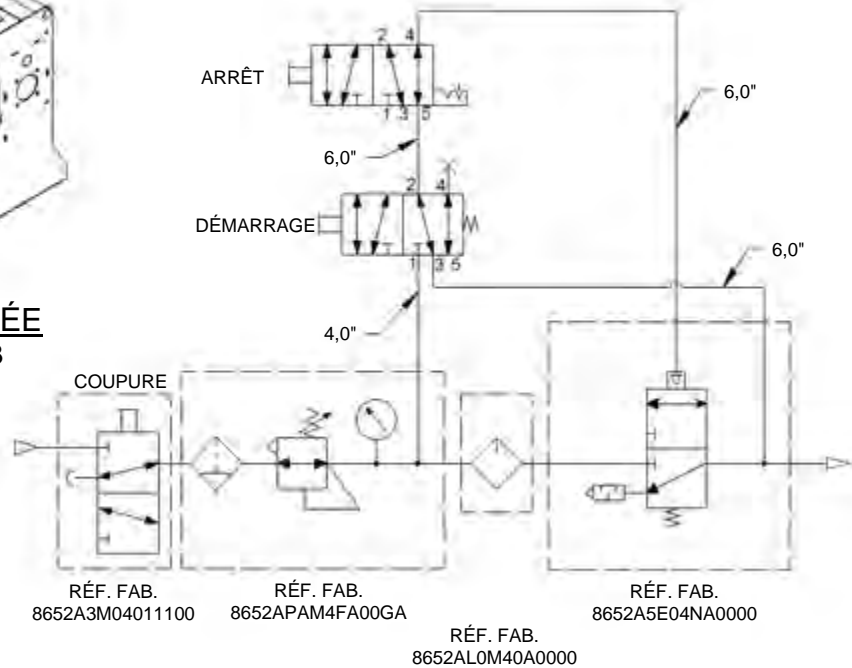 ARRÊT
2 4
1 3 5
6,0"
6,0"
DÉMARRAGE
2 4
1 3 5
6,0"
4,0"
ÉE
COUPURE
RÉF. FAB.
8652A3M04011100
RÉF. FAB.
8652APAM4FA00GA
RÉF. FAB.
8652AL0M40A0000
RÉF. FAB.
8652A5E04NA0000